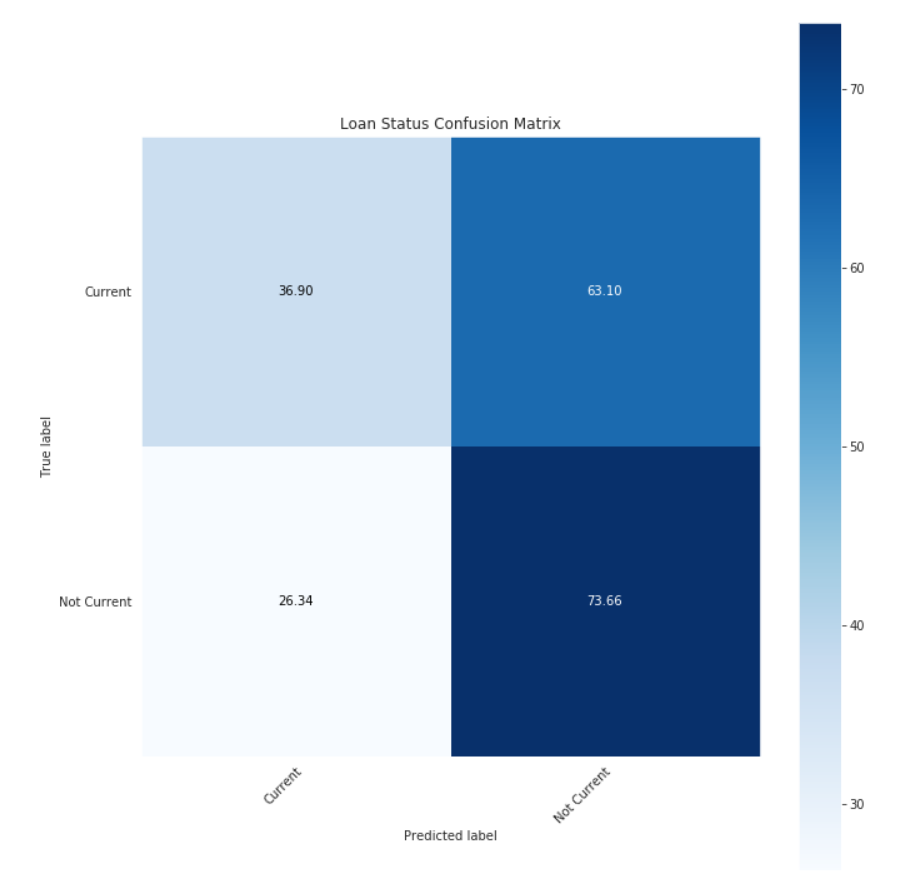 Loan Status Confusion Matrix
70
60
50
40
30
True label
Current
36.90
63.10
Not Current
26.34
73.66
Current
Not Current
Predicted label